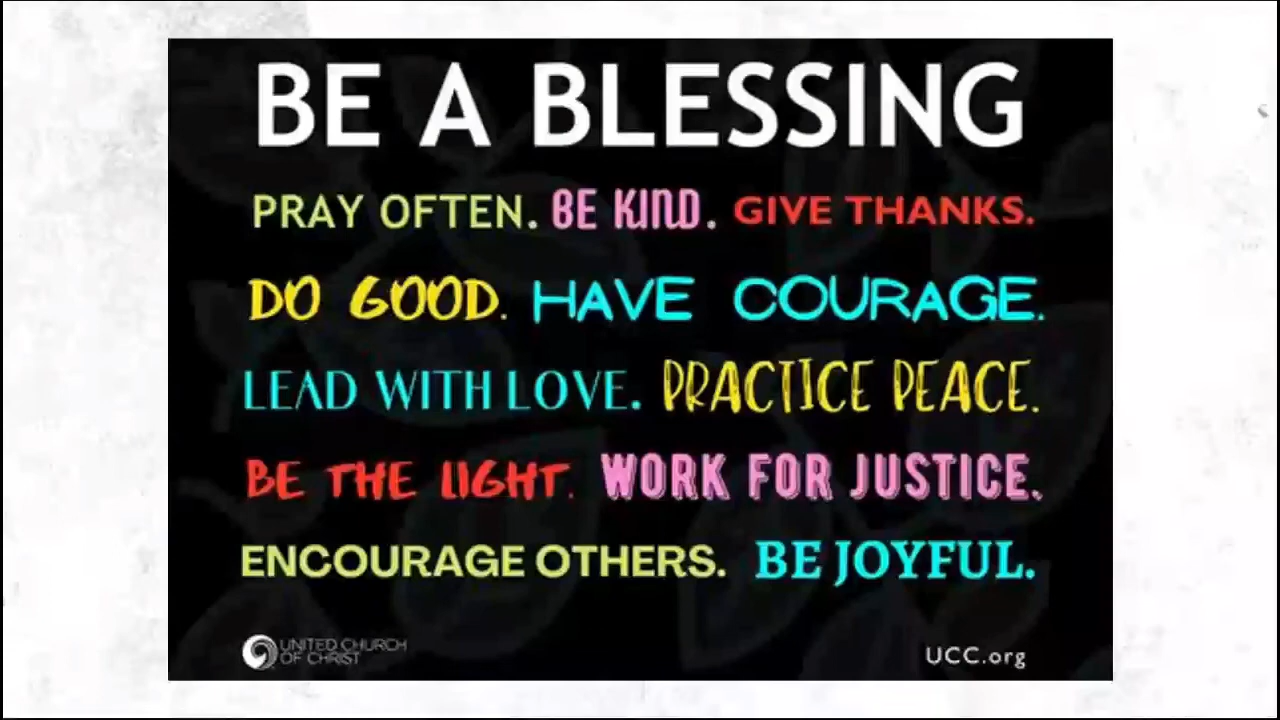 BE A BLESSING
PRAY OFTEN. BE KIND. GIVE THANKS.
DO GOOD. HAVE COURAGE.
LEAD WITH LOVE. PRACTICE PEACE.
BE THE LIGHT. WORK FOR JUSTICE.
ENCOURAGE OTHERS. BE JOYFUL.
UNITED CHURCH
OF CHRIST
UCC.org